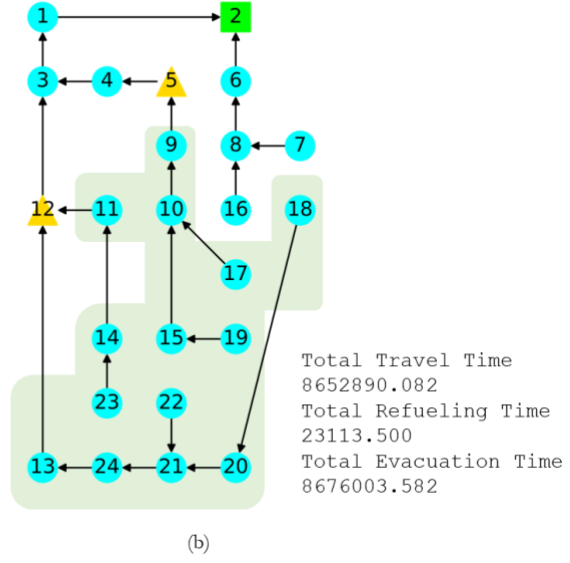 1 2
3 4 5 6
9 8 7
12 11 10 16 18
17
14 15 19
Total Travel Time
8652890.082
23 22
Total Refueling Time
23113.500
13 24 21 20
Total Evacuation Time
8676003.582
(b)